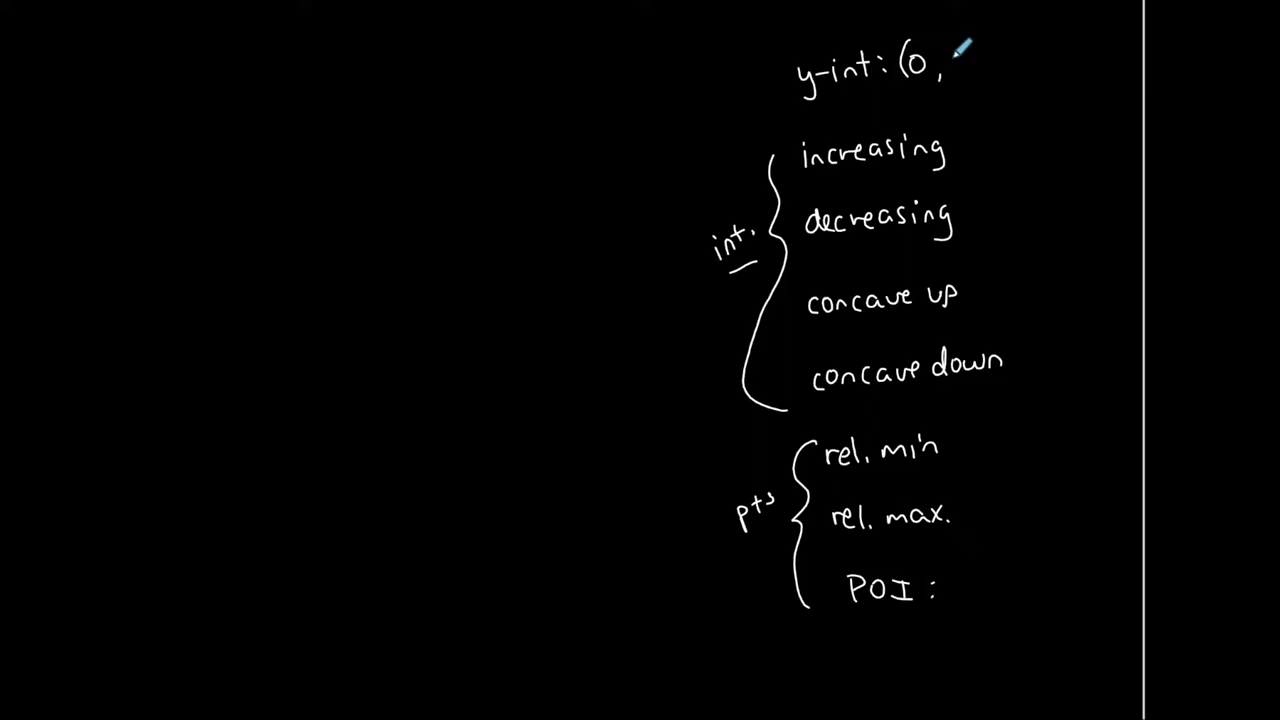 y-int: (0,
increasing
decreasing
int.
concave up
concave down
rel. min
rel. max.
pts
POI: